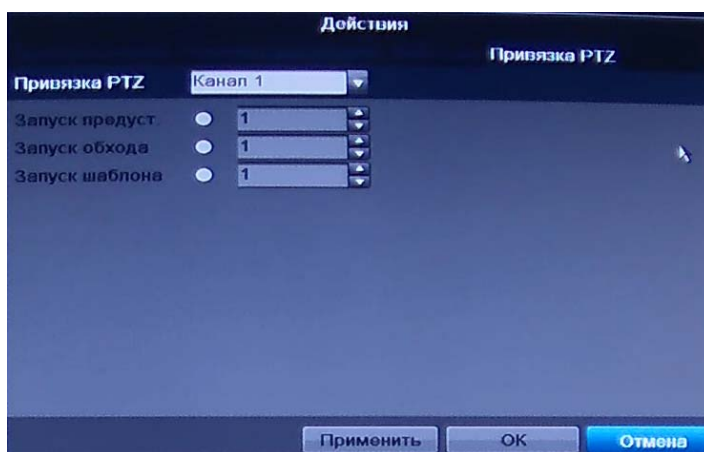 Действия
Привязка PTZ
Привязка PTZ Канал 1
Запуск предуст. 1
Запуск обхода 1
Запуск шаблона 1
Применить OK Отмена